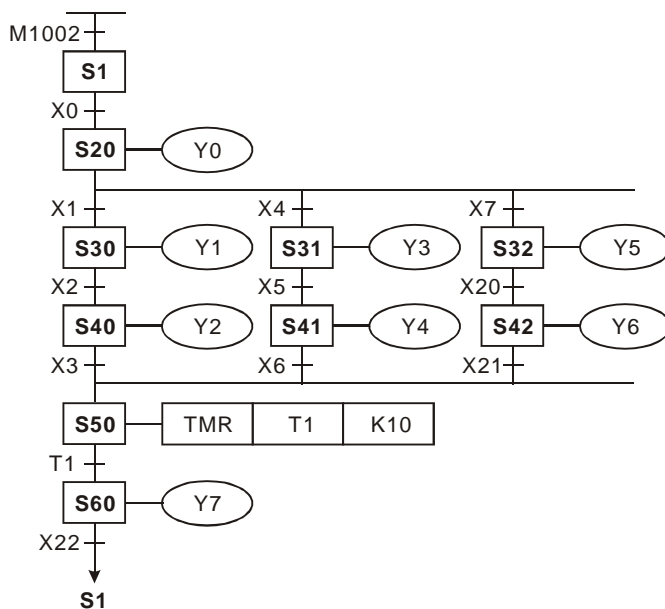 M1002
S1
X0
S20 Y0
X1 X4 X7
S30 Y1 S31 Y3 S32 Y5
X2 X5 X20
S40 Y2 S41 Y4 S42 Y6
X3 X6 X21
S50 TMR T1 K10
T1
S60 Y7
X22
S1